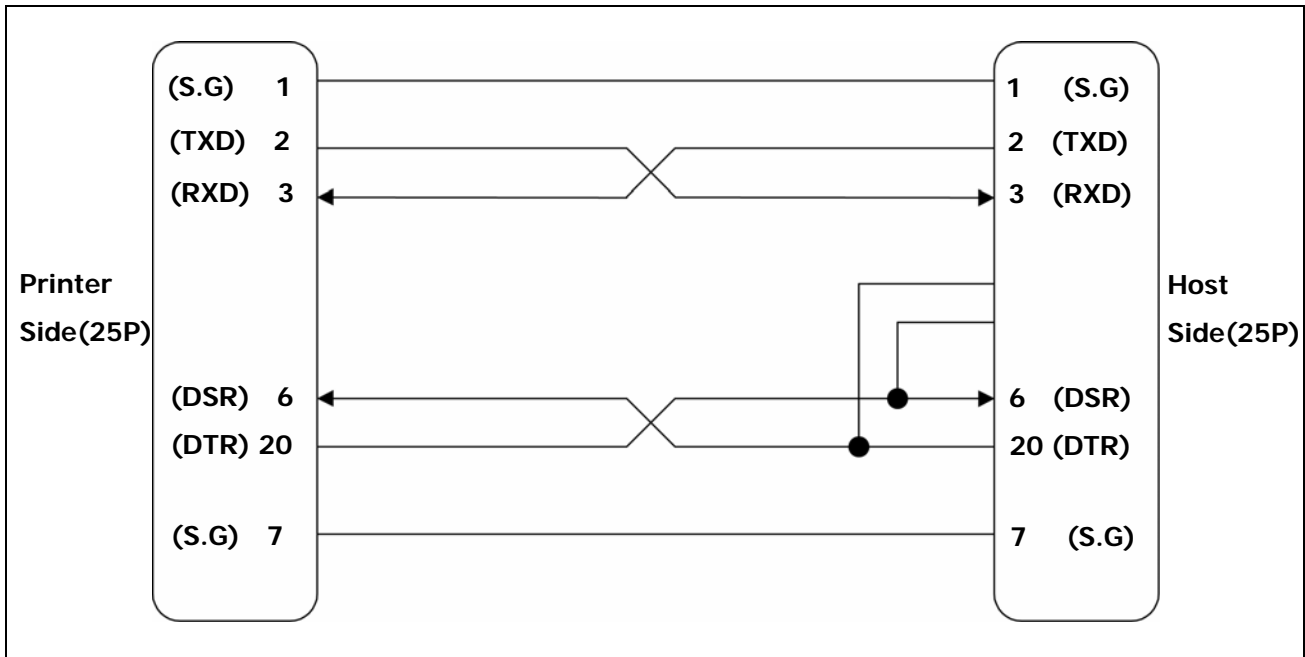 (S.G) 1 1 (S.G)
(TXD) 2 2 (TXD)
(RXD) 3 3 (RXD)
Printer Host
Side(25P) Side(25P)
(DSR) 6 6 (DSR)
(DTR) 20 20 (DTR)
(S.G) 7 7 (S.G)